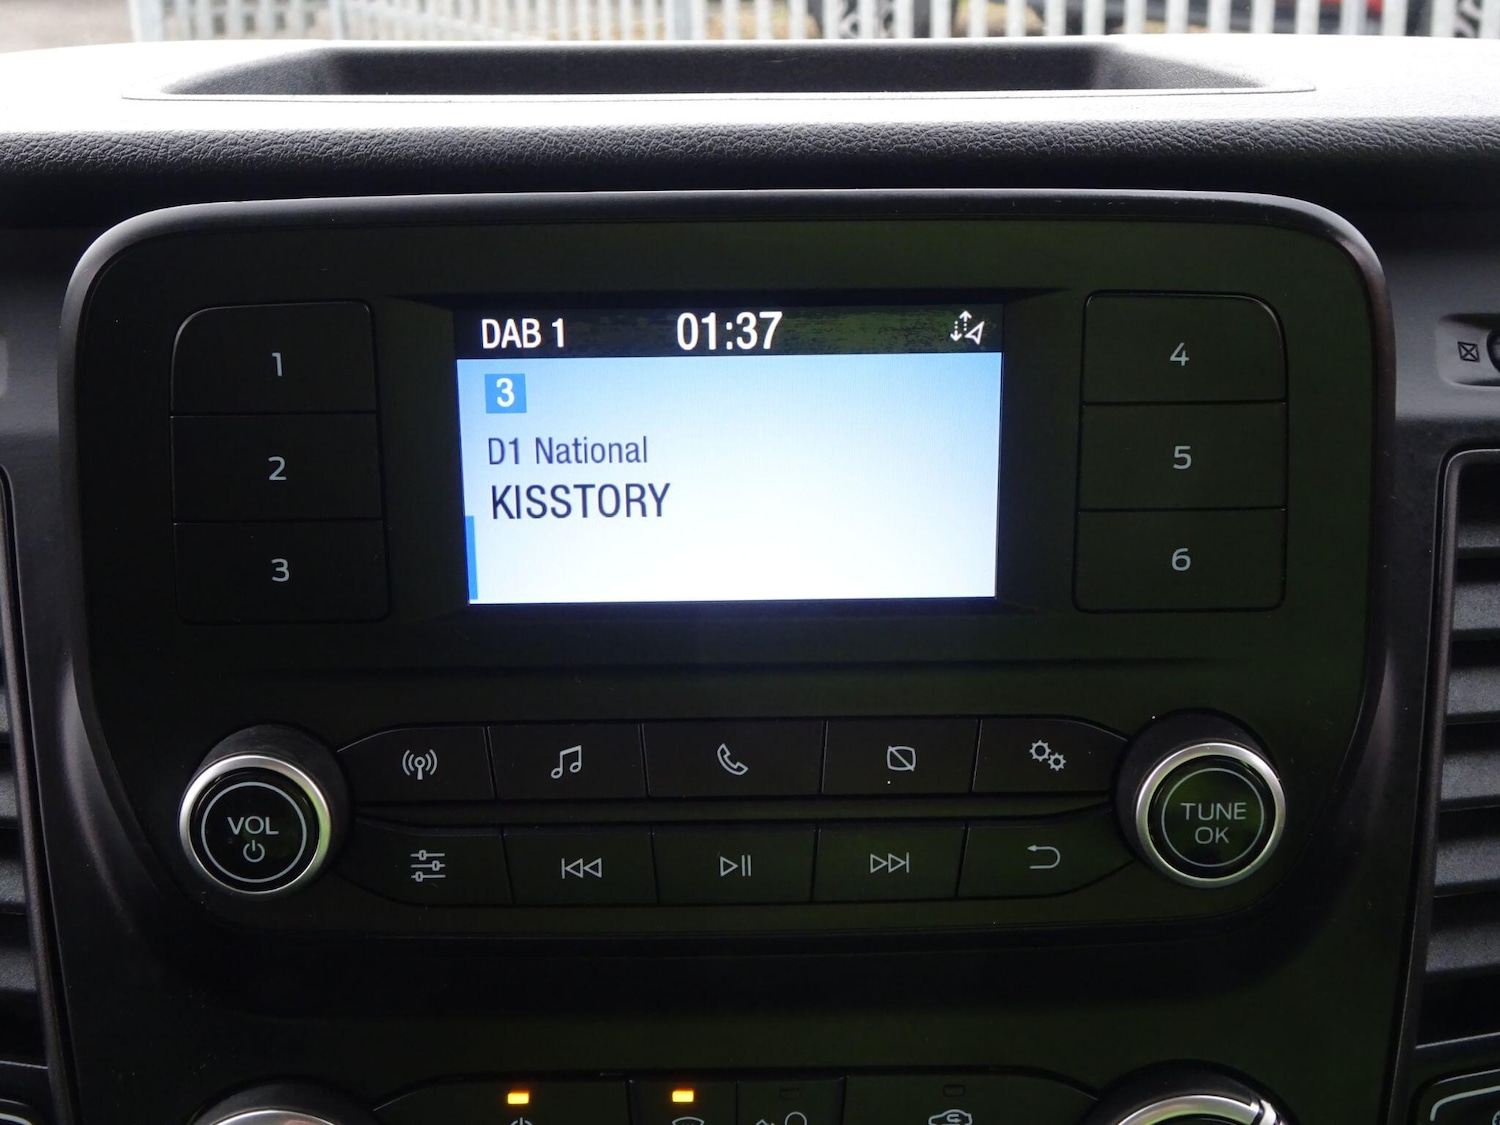 DAB 1 01:37
3
D1 National
KISSTORY
1
2
3
4
5
6
VOL
TUNE
OK